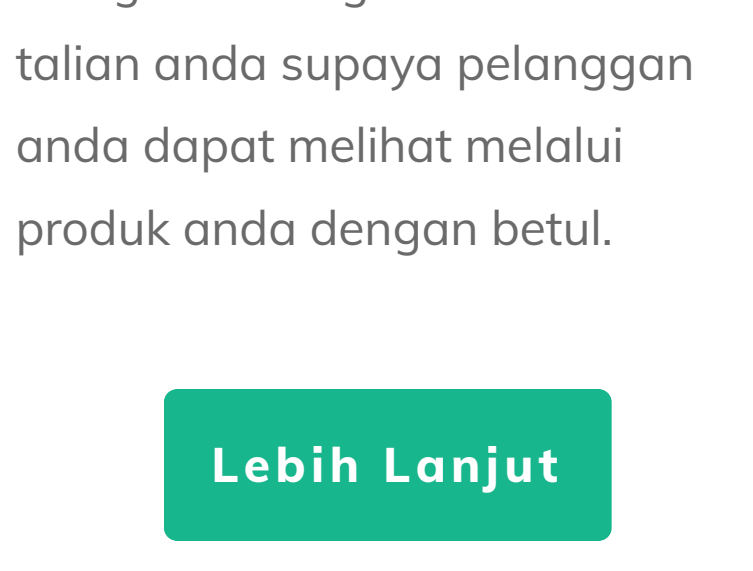 talian anda supaya pelanggan
anda dapat melihat melalui
produk anda dengan betul.
Lebih Lanjut